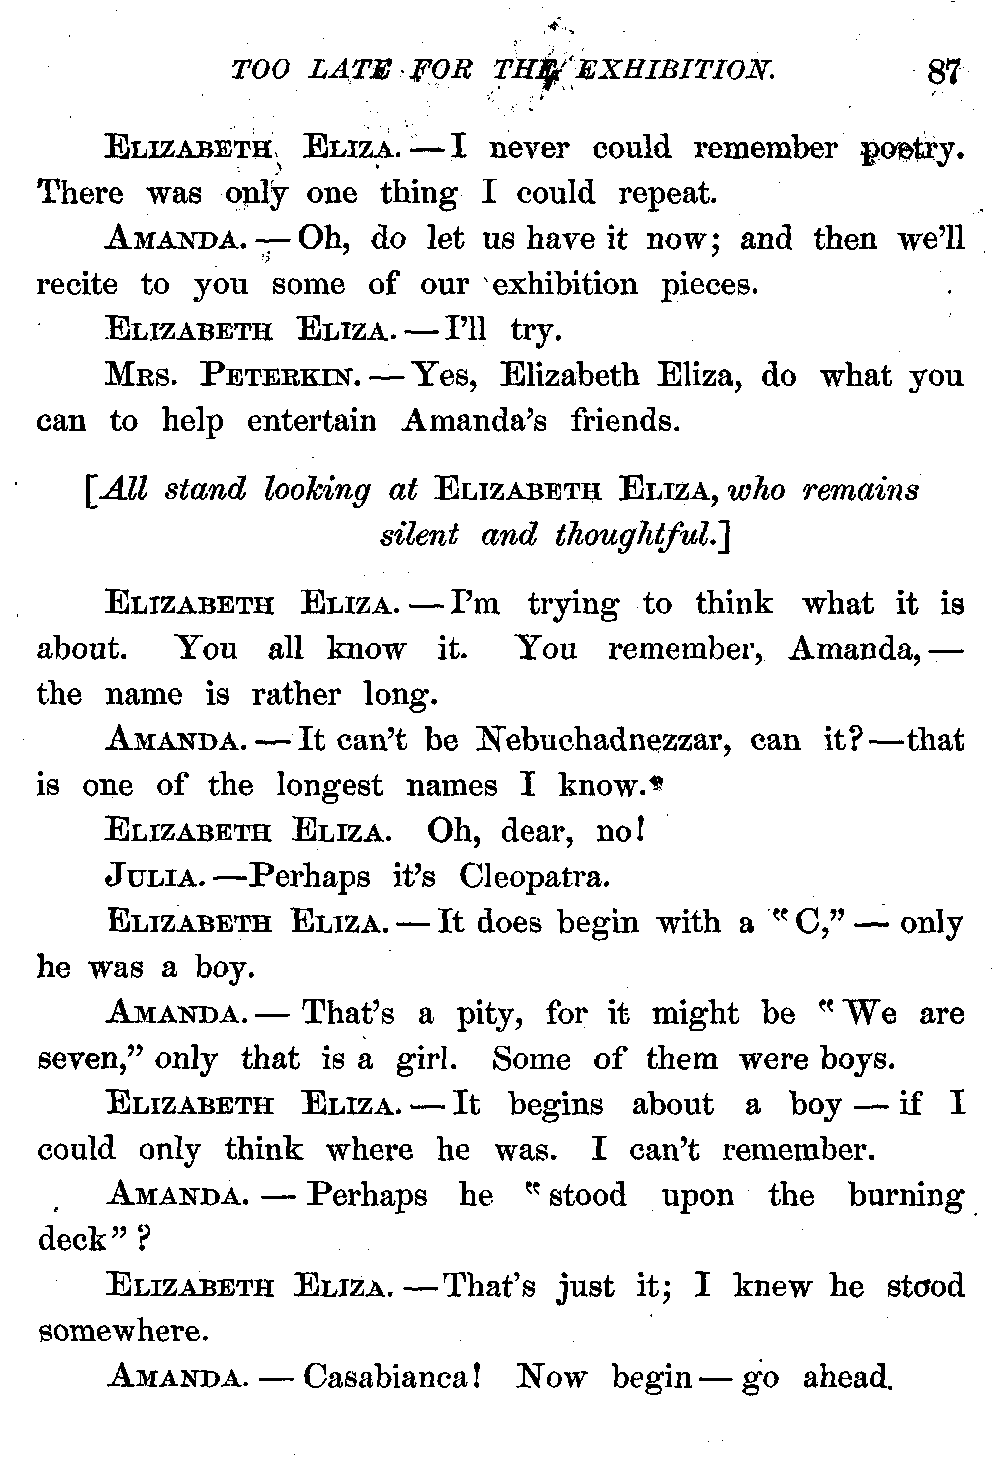 TOO LATE FOR THE EXHIBITION. 87
ELIZABETH ELIZA. — I never could remember poetry.
There was only one thing I could repeat.
AMANDA. — Oh, do let us have it now; and then we'll
recite to you some of our exhibition pieces.
ELIZABETH ELIZA. — I'll try.
MRS. PETERKIN. — Yes, Elizabeth Eliza, do what you
can to help entertain Amanda's friends.
[All stand looking at ELIZABETH ELIZA, who remains
silent and thoughtful.]
ELIZABETH ELIZA. — I'm trying to think what it is
about. You all know it. You remember, Amanda, —
the name is rather long.
AMANDA. — It can't be Nebuchadnezzar, can it? — that
is one of the longest names I know.
ELIZABETH ELIZA. Oh, dear, no!
JULIA. — Perhaps it's Cleopatra.
ELIZABETH ELIZA. — It does begin with a "C," — only
he was a boy.
AMANDA. — That's a pity, for it might be "We are
seven," only that is a girl. Some of them were boys.
ELIZABETH ELIZA. — It begins about a boy — if I
could only think where he was. I can't remember.
AMANDA. — Perhaps he "stood upon the burning
deck"?
ELIZABETH ELIZA. — That's just it; I knew he stood
somewhere.
AMANDA. — Casabianca! Now begin — go ahead.